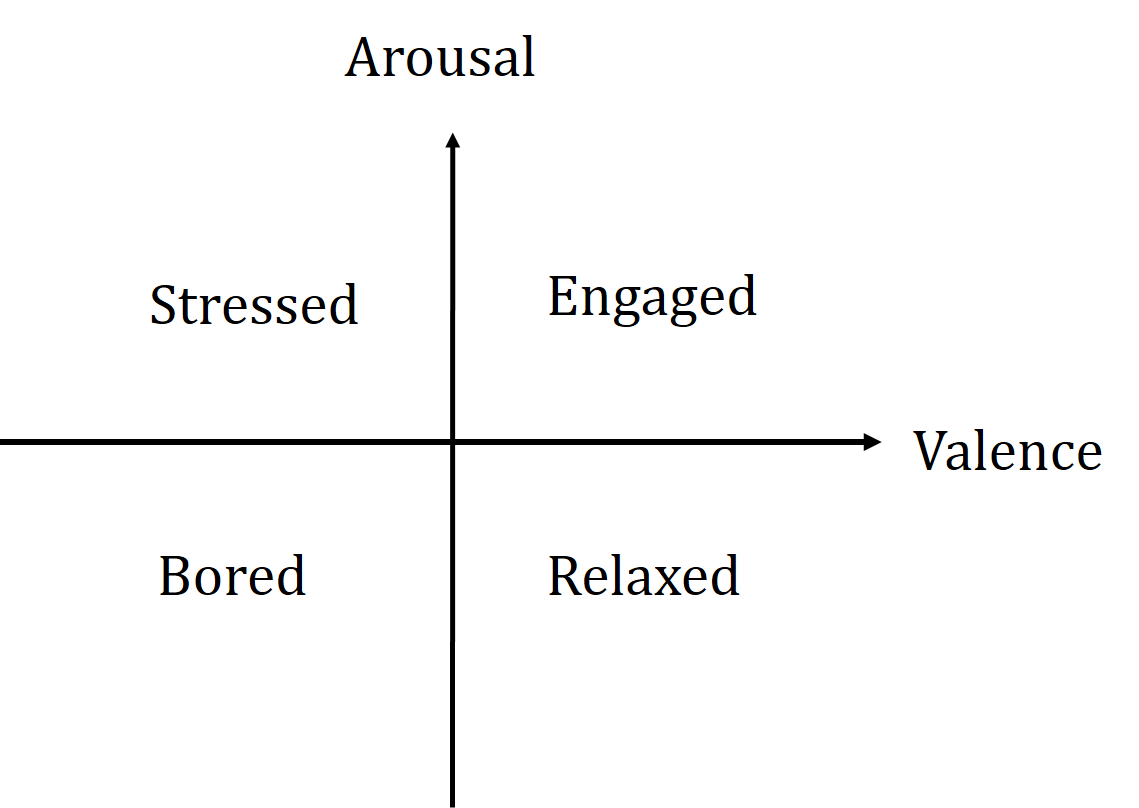 Arousal
Stressed
Engaged
Valence
Bored
Relaxed